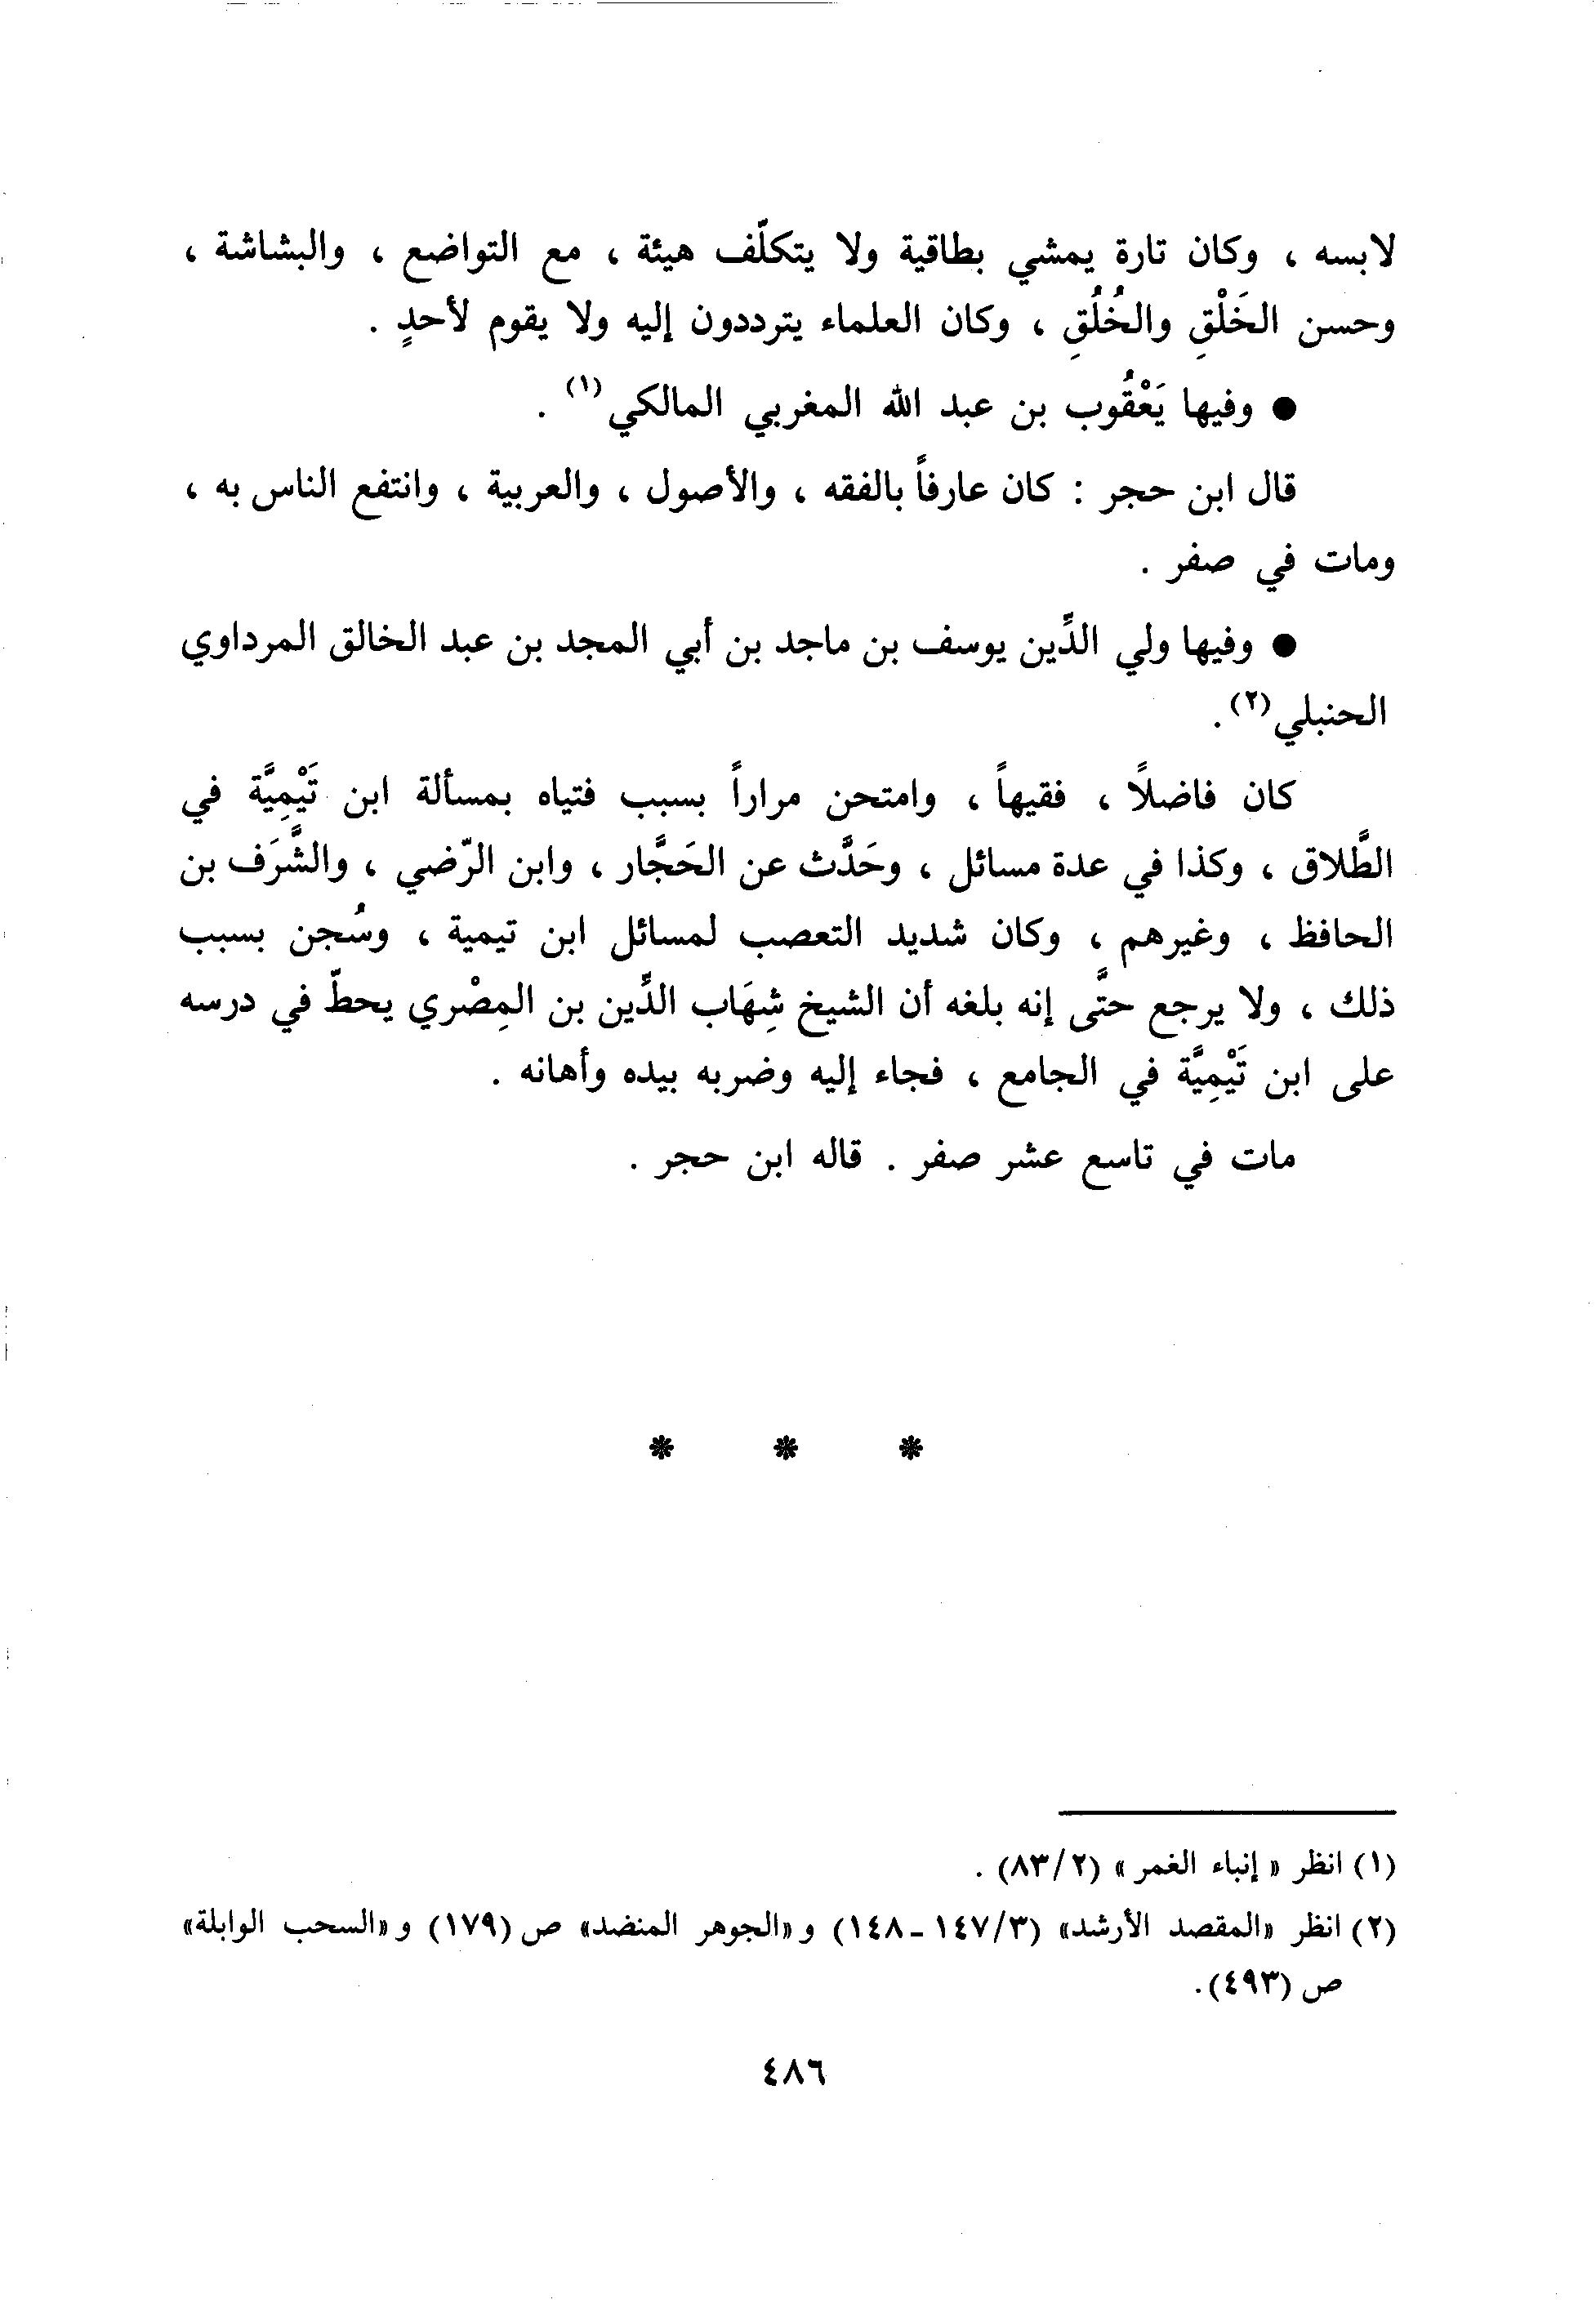 لابسه ، وكان تارة يمشي بطاقية ولا يتكلّف هيئة ، مع التواضع ، والبشاشة ،
وحسن الخَلْقِ والخُلُقِ ، وكان العلماء يترددون إليه ولا يقوم لأحدٍ .
● وفيها يَعْقُوب بن عبد الله المغربي المالكي(١) .
قال ابن حجر : كان عارفاً بالفقه ، والأصول ، والعربية ، وانتفع الناس به ،
ومات في صفر .
● وفيها ولي الدِّين يوسف بن ماجد بن أبي المجد بن عبد الخالق المرداوي
الحنبلي(٢).
كان فاضلاً ، فقيهاً ، وامتحن مراراً بسبب فتياه بمسألة ابن تَيْمِيَّة في
الطَّلاق ، وكذا في عدة مسائل ، وحَدَّث عن الحَجَّار ، وابن الرّضي ، والشَّرَف بن
الحافظ ، وغيرهم ، وكان شديد التعصب لمسائل ابن تيمية ، وسُجن بسبب
ذلك ، ولا يرجع حتَّى إنه بلغه أن الشيخ شِهَاب الدِّين بن المِصْري يحطّ في درسه
على ابن تَيْمِيَّة في الجامع ، فجاء إليه وضربه بيده وأهانه .
مات في تاسع عشر صفر . قاله ابن حجر .
* * *
(١) انظر « إنباء الغمر » (٨٣/٢) .
(٢) انظر «المقصد الأرشد» (١٤٧/٣ ـ ١٤٨) و«الجوهر المنضد» ص (١٧٩) و«السحب الوابلة»
ص (٤٩٣).
٤٨٦